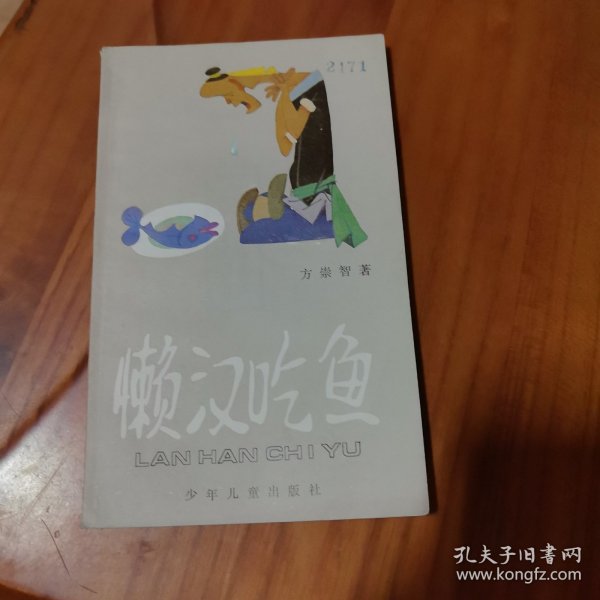 2171
方崇智著
懒汉吃鱼
LAN HAN CHI YU
少年儿童出版社
孔夫子旧书网
www.kongfz.com